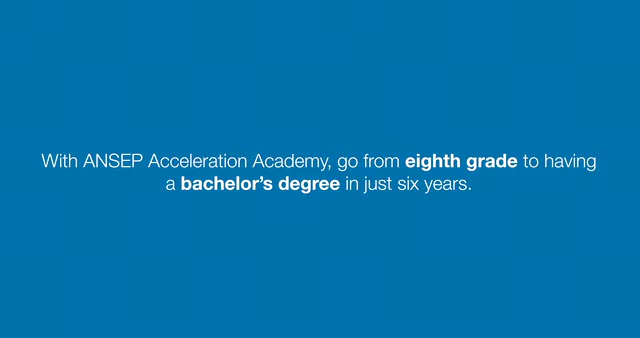 With ANSEP Acceleration Academy, go from eighth grade to having
a bachelor’s degree in just six years.